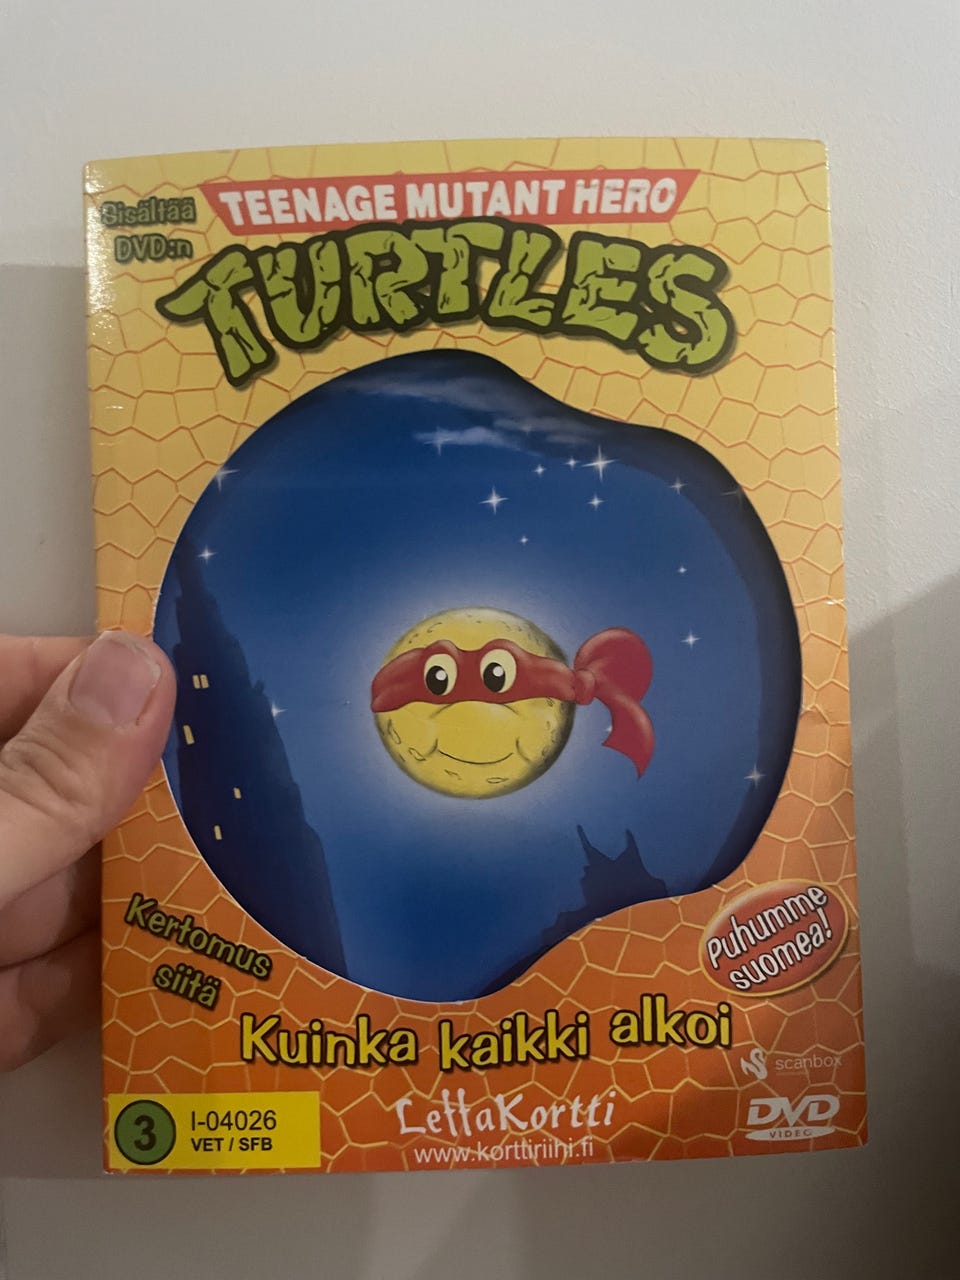 Sisältää
DVD:n
TEENAGE MUTANT HERO
TURTLES
Kertomus
siitä
Kuinka kaikki alkoi
Puhumme
suomea!
scanbox
3
I-04026
VET / SFB
LeffaKortti
www.korttiriihi.fi
DVD
VIDEO